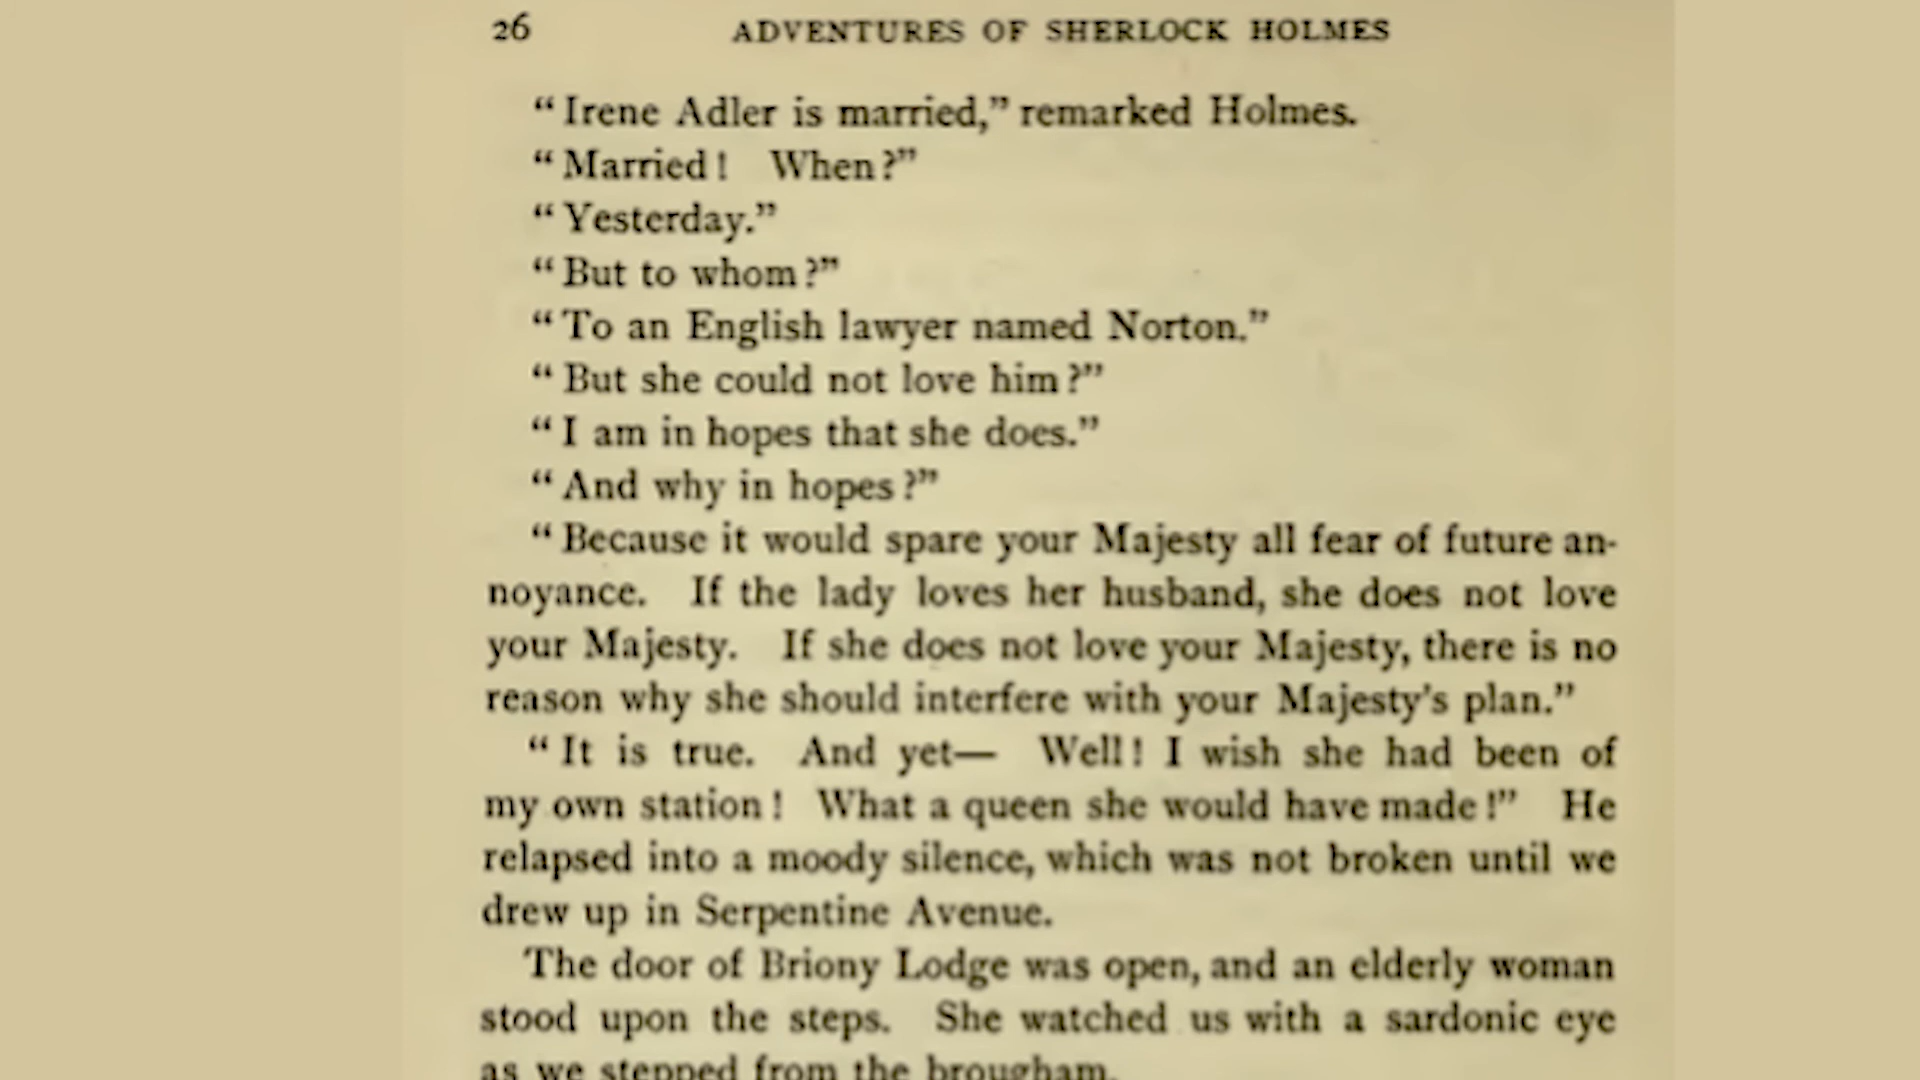 26 ADVENTURES OF SHERLOCK HOLMES
“Irene Adler is married,” remarked Holmes.
“Married! When?”
“Yesterday.”
“But to whom?”
“To an English lawyer named Norton.”
“But she could not love him?”
“I am in hopes that she does.”
“And why in hopes?”
“Because it would spare your Majesty all fear of future an-
noyance. If the lady loves her husband, she does not love
your Majesty. If she does not love your Majesty, there is no
reason why she should interfere with your Majesty’s plan.”
“It is true. And yet— Well! I wish she had been of
my own station! What a queen she would have made!” He
relapsed into a moody silence, which was not broken until we
drew up in Serpentine Avenue.
The door of Briony Lodge was open, and an elderly woman
stood upon the steps. She watched us with a sardonic eye
as we stepped from the brougham.